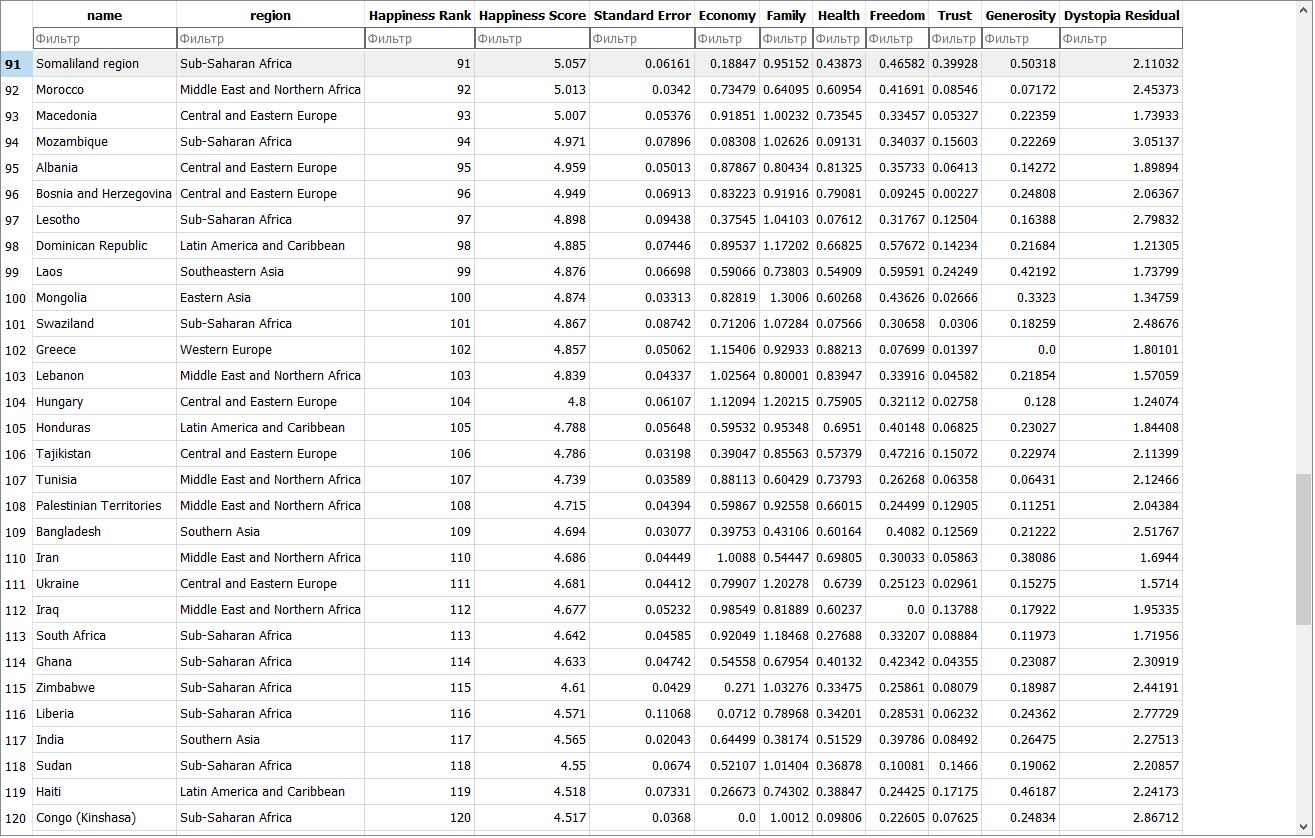 name region Happiness Rank Happiness Score Standard Error Economy Family Health Freedom Trust Generosity Dystopia Residual
Фильтр Фильтр Фильтр Фильтр Фильтр Фильтр Фильтр Фильтр Фильтр Фильтр Фильтр Фильтр
91 Somaliland region Sub-Saharan Africa 91 5.057 0.06161 0.18847 0.95152 0.43873 0.46582 0.39928 0.50318 2.11032
92 Morocco Middle East and Northern Africa 92 5.013 0.0342 0.73479 0.64095 0.60954 0.41691 0.08546 0.07172 2.45373
93 Macedonia Central and Eastern Europe 93 5.007 0.05376 0.91851 1.00232 0.73545 0.33457 0.05327 0.22359 1.73933
94 Mozambique Sub-Saharan Africa 94 4.971 0.07896 0.08308 1.02626 0.09131 0.34037 0.15603 0.22269 3.05137
95 Albania Central and Eastern Europe 95 4.959 0.05013 0.87867 0.80434 0.81325 0.35733 0.06413 0.14272 1.89894
96 Bosnia and Herzegovina Central and Eastern Europe 96 4.949 0.06913 0.83223 0.91916 0.79081 0.09245 0.00227 0.24808 2.06367
97 Lesotho Sub-Saharan Africa 97 4.898 0.09438 0.37545 1.04103 0.07612 0.31767 0.12504 0.16388 2.79832
98 Dominican Republic Latin America and Caribbean 98 4.885 0.07446 0.89537 1.17202 0.66825 0.57672 0.14234 0.21684 1.21305
99 Laos Southeastern Asia 99 4.876 0.06698 0.59066 0.73803 0.54909 0.59591 0.24249 0.42192 1.73799
100 Mongolia Eastern Asia 100 4.874 0.03313 0.82819 1.3006 0.60268 0.43626 0.02666 0.3323 1.34759
101 Swaziland Sub-Saharan Africa 101 4.867 0.08742 0.71206 1.07284 0.07566 0.30658 0.0306 0.18259 2.48676
102 Greece Western Europe 102 4.857 0.05062 1.15406 0.92933 0.88213 0.07699 0.01397 0.0 1.80101
103 Lebanon Middle East and Northern Africa 103 4.839 0.04337 1.02564 0.80001 0.83947 0.33916 0.04582 0.21854 1.57059
104 Hungary Central and Eastern Europe 104 4.8 0.06107 1.12094 1.20215 0.75905 0.32112 0.02758 0.128 1.24074
105 Honduras Latin America and Caribbean 105 4.788 0.05648 0.59532 0.95348 0.6951 0.40148 0.06825 0.23027 1.84408
106 Tajikistan Central and Eastern Europe 106 4.786 0.03198 0.39047 0.85563 0.57379 0.47216 0.15072 0.22974 2.11399
107 Tunisia Middle East and Northern Africa 107 4.739 0.03589 0.88113 0.60429 0.73793 0.26268 0.06358 0.06431 2.12466
108 Palestinian Territories Middle East and Northern Africa 108 4.715 0.04394 0.59867 0.92558 0.66015 0.24499 0.12905 0.11251 2.04384
109 Bangladesh Southern Asia 109 4.694 0.03077 0.39753 0.43106 0.60164 0.4082 0.12569 0.21222 2.51767
110 Iran Middle East and Northern Africa 110 4.686 0.04449 1.0088 0.54447 0.69805 0.30033 0.05863 0.38086 1.6944
111 Ukraine Central and Eastern Europe 111 4.681 0.04412 0.79907 1.20278 0.6739 0.25123 0.02961 0.15275 1.5714
112 Iraq Middle East and Northern Africa 112 4.677 0.05232 0.98549 0.81889 0.60237 0.0 0.13788 0.17922 1.95335
113 South Africa Sub-Saharan Africa 113 4.642 0.04585 0.92049 1.18468 0.27688 0.33207 0.08884 0.11973 1.71956
114 Ghana Sub-Saharan Africa 114 4.633 0.04742 0.54558 0.67954 0.40132 0.42342 0.04355 0.23087 2.30919
115 Zimbabwe Sub-Saharan Africa 115 4.61 0.0429 0.271 1.03276 0.33475 0.25861 0.08079 0.18987 2.44191
116 Liberia Sub-Saharan Africa 116 4.571 0.11068 0.0712 0.78968 0.34201 0.28531 0.06232 0.24362 2.77729
117 India Southern Asia 117 4.565 0.02043 0.64499 0.38174 0.51529 0.39786 0.08492 0.26475 2.27513
118 Sudan Sub-Saharan Africa 118 4.55 0.0674 0.52107 1.01404 0.36878 0.10081 0.1466 0.19062 2.20857
119 Haiti Latin America and Caribbean 119 4.518 0.07331 0.26673 0.74302 0.38847 0.24425 0.17175 0.46187 2.24173
120 Congo (Kinshasa) Sub-Saharan Africa 120 4.517 0.0368 0.0 1.0012 0.09806 0.22605 0.07625 0.24834 2.86712